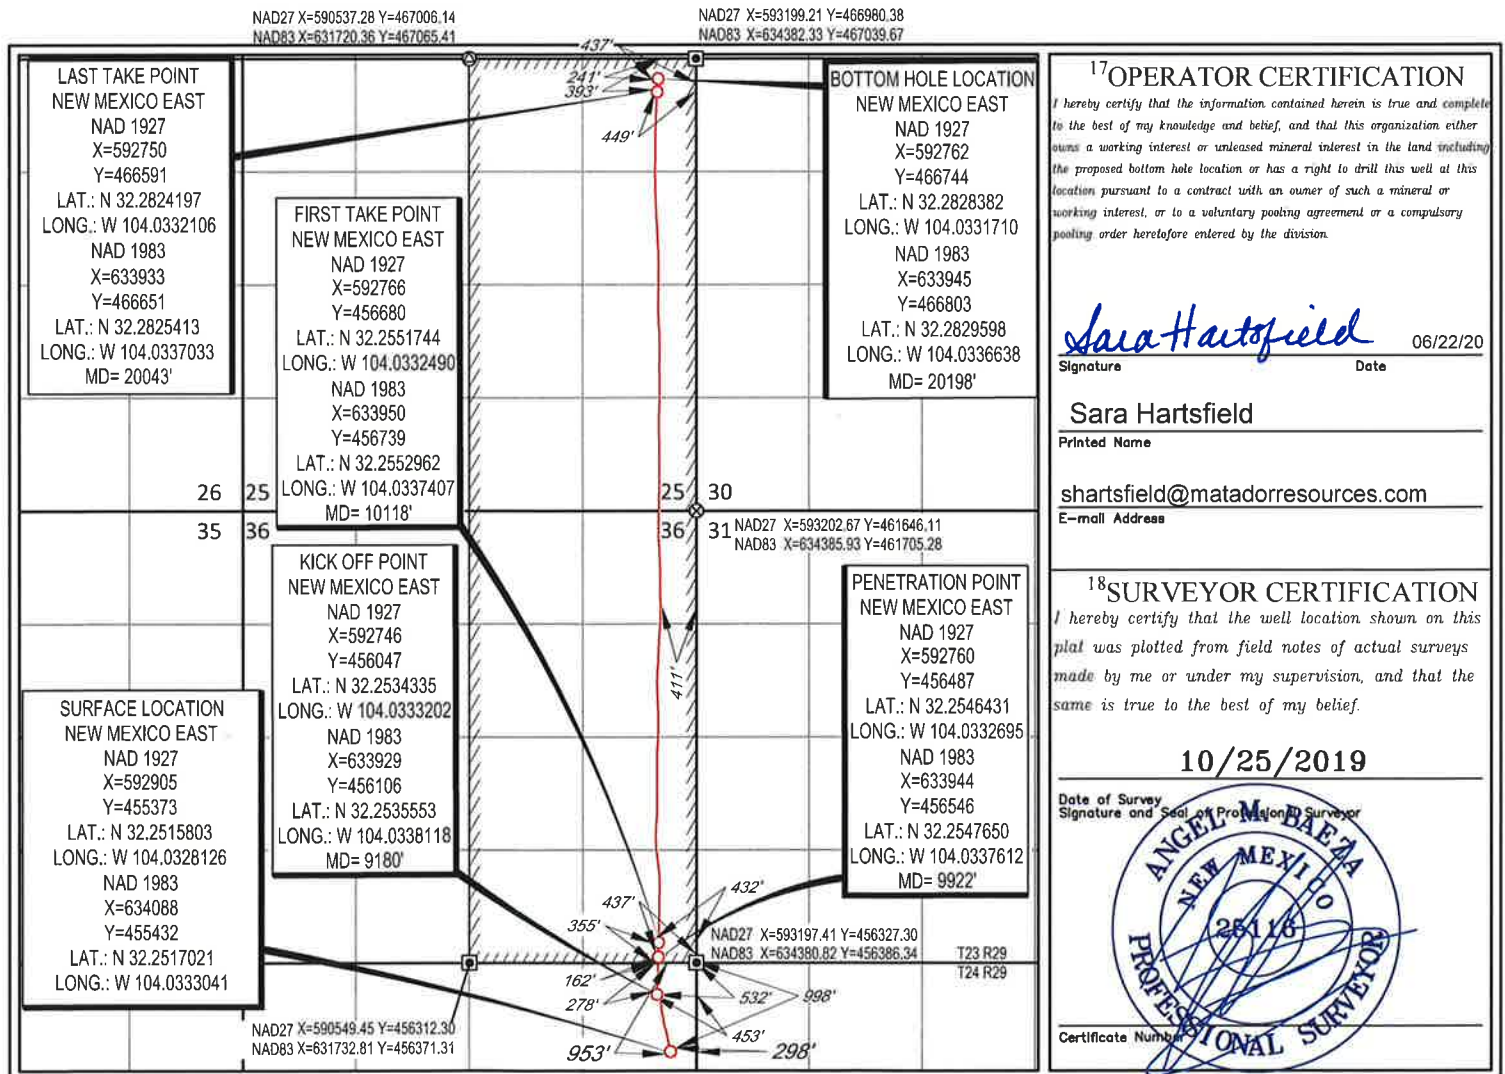 NAD27 X=590537.28 Y=467006.14
NAD83 X=631720.36 Y=467065.41
NAD27 X=593199.21 Y=466980.38
NAD83 X=634382.33 Y=467039.67
437'
241'
393'
449'
LAST TAKE POINT
NEW MEXICO EAST
NAD 1927
X=592750
Y=466591
LAT.: N 32.2824197
LONG.: W 104.0332106
NAD 1983
X=633933
Y=466651
LAT.: N 32.2825413
LONG.: W 104.0337033
MD= 20043'
FIRST TAKE POINT
NEW MEXICO EAST
NAD 1927
X=592766
Y=456680
LAT.: N 32.2551744
LONG.: W 104.0332490
NAD 1983
X=633950
Y=456739
LAT.: N 32.2552962
LONG.: W 104.0337407
MD= 10118'
BOTTOM HOLE LOCATION
NEW MEXICO EAST
NAD 1927
X=592762
Y=466744
LAT.: N 32.2828382
LONG.: W 104.0331710
NAD 1983
X=633945
Y=466803
LAT.: N 32.2829598
LONG.: W 104.0336638
MD= 20198'
26 25
35 36
25 30
36 31
NAD27 X=593202.67 Y=461646.11
NAD83 X=634385.93 Y=461705.28
KICK OFF POINT
NEW MEXICO EAST
NAD 1927
X=592746
Y=456047
LAT.: N 32.2534335
LONG.: W 104.0333202
NAD 1983
X=633929
Y=456106
LAT.: N 32.2535553
LONG.: W 104.0338118
MD= 9180'
411'
PENETRATION POINT
NEW MEXICO EAST
NAD 1927
X=592760
Y=456487
LAT.: N 32.2546431
LONG.: W 104.0332695
NAD 1983
X=633944
Y=456546
LAT.: N 32.2547650
LONG.: W 104.0337612
MD= 9922'
SURFACE LOCATION
NEW MEXICO EAST
NAD 1927
X=592905
Y=455373
LAT.: N 32.2515803
LONG.: W 104.0328126
NAD 1983
X=634088
Y=455432
LAT.: N 32.2517021
LONG.: W 104.0333041
432'
437'
355'
162'
278'
532'
998'
453'
953'
298'
NAD27 X=593197.41 Y=456327.30
NAD83 X=634380.82 Y=456386.34
T23 R29
T24 R29
NAD27 X=590549.45 Y=456312.30
NAD83 X=631732.81 Y=456371.31
17 OPERATOR CERTIFICATION
I hereby certify that the information contained herein is true and complete
to the best of my knowledge and belief, and that this organization either
owns a working interest or unleased mineral interest in the land including
the proposed bottom hole location or has a right to drill this well at this
location pursuant to a contract with an owner of such a mineral or
working interest, or to a voluntary pooling agreement or a compulsory
pooling order heretofore entered by the division.
Sara Hartsfield 06/22/20
Signature Date
Sara Hartsfield
Printed Name
shartsfield@matadorresources.com
E-mail Address
18 SURVEYOR CERTIFICATION
I hereby certify that the well location shown on this
plat was plotted from field notes of actual surveys
made by me or under my supervision, and that the
same is true to the best of my belief.
10/25/2019
Date of Survey
Signature and Seal of Professional Surveyor
ANGEL M. BAEZA
NEW MEXICO
25116
PROFESSIONAL SURVEYOR
Certificate Number